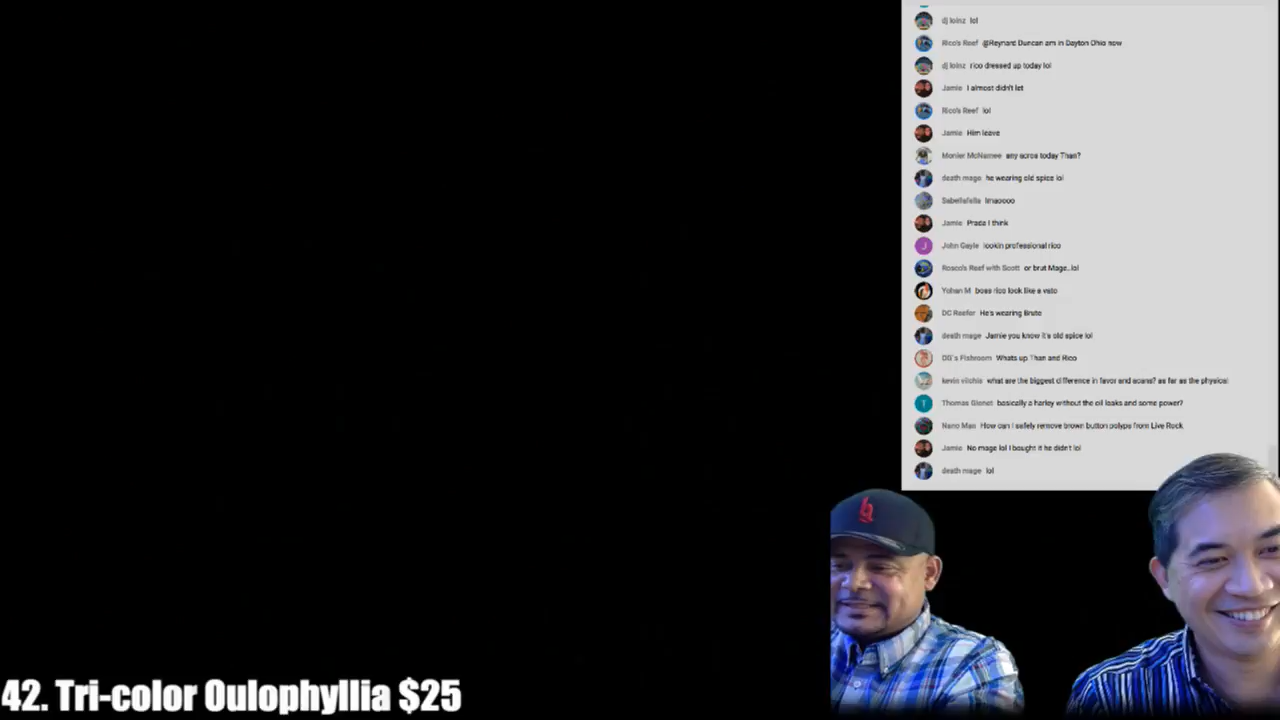 dj loinz lol
Rico's Reef @Reynard Duncan am in Dayton Ohio now
dj loinz rico dressed up today lol
Jamie I almost didn't let
Rico's Reef lol
Jamie Him leave
Monier McNamee any acros today Than?
death mage he wearing old spice lol
Sabellafella lmaoooo
Jamie Prada I think
John Gayle lookin professional rico
Rosco's Reef with Scott or brut Mage..lol
Yohan M boss rico look like a vato
DC Reefer He's wearing Brute
death mage Jamie you know it's old spice lol
DG's Fishroom Whats up Than and Rico
kevin vilchis what are the biggest difference in favor and acans? as far as the physical
T Thomas Gionet basically a harley without the oil leaks and some power?
Nano Man How can I safely remove brown button polyps from Live Rock
Jamie No mage lol I bought it he didn't lol
death mage lol
42. Tri-color Oulophyllia $25